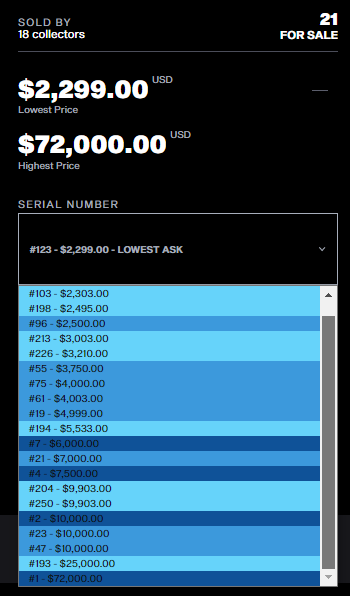 SOLD BY
18 collectors
21
FOR SALE
$2,299.00 USD
Lowest Price
—
$72,000.00 USD
Highest Price
SERIAL NUMBER
#123 - $2,299.00 - LOWEST ASK
#103 - $2,303.00
#198 - $2,495.00
#96 - $2,500.00
#213 - $3,003.00
#226 - $3,210.00
#55 - $3,750.00
#75 - $4,000.00
#61 - $4,003.00
#19 - $4,999.00
#194 - $5,533.00
#7 - $6,000.00
#21 - $7,000.00
#4 - $7,500.00
#204 - $9,903.00
#250 - $9,903.00
#2 - $10,000.00
#23 - $10,000.00
#47 - $10,000.00
#193 - $25,000.00
#1 - $72,000.00